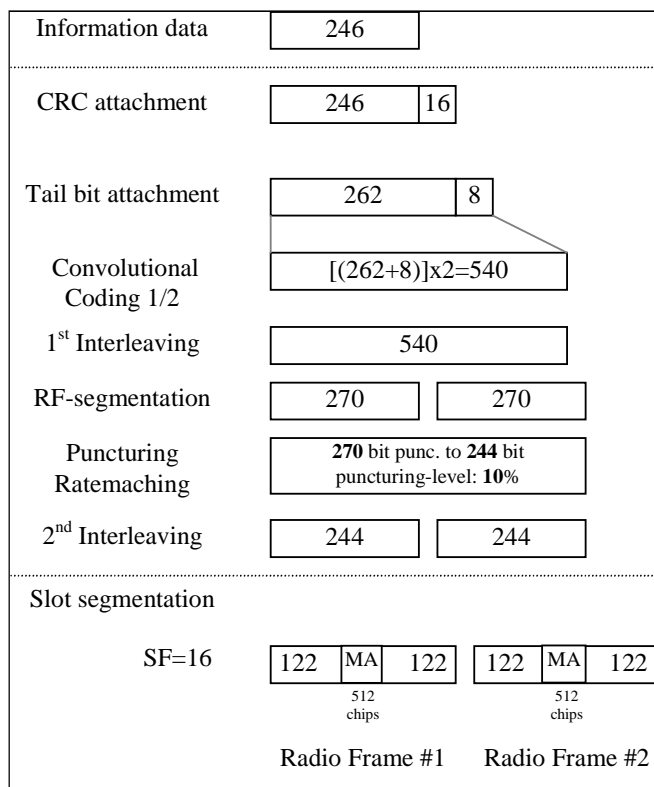 Information data 246
CRC attachment 246 16
Tail bit attachment 262 8
Convolutional
Coding 1/2
[(262+8)]x2=540
1st Interleaving 540
RF-segmentation 270 270
Puncturing
Ratemaching
270 bit punc. to 244 bit
puncturing-level: 10%
2nd Interleaving 244 244
Slot segmentation
SF=16 122 MA 122 122 MA 122
512
chips
512
chips
Radio Frame #1 Radio Frame #2